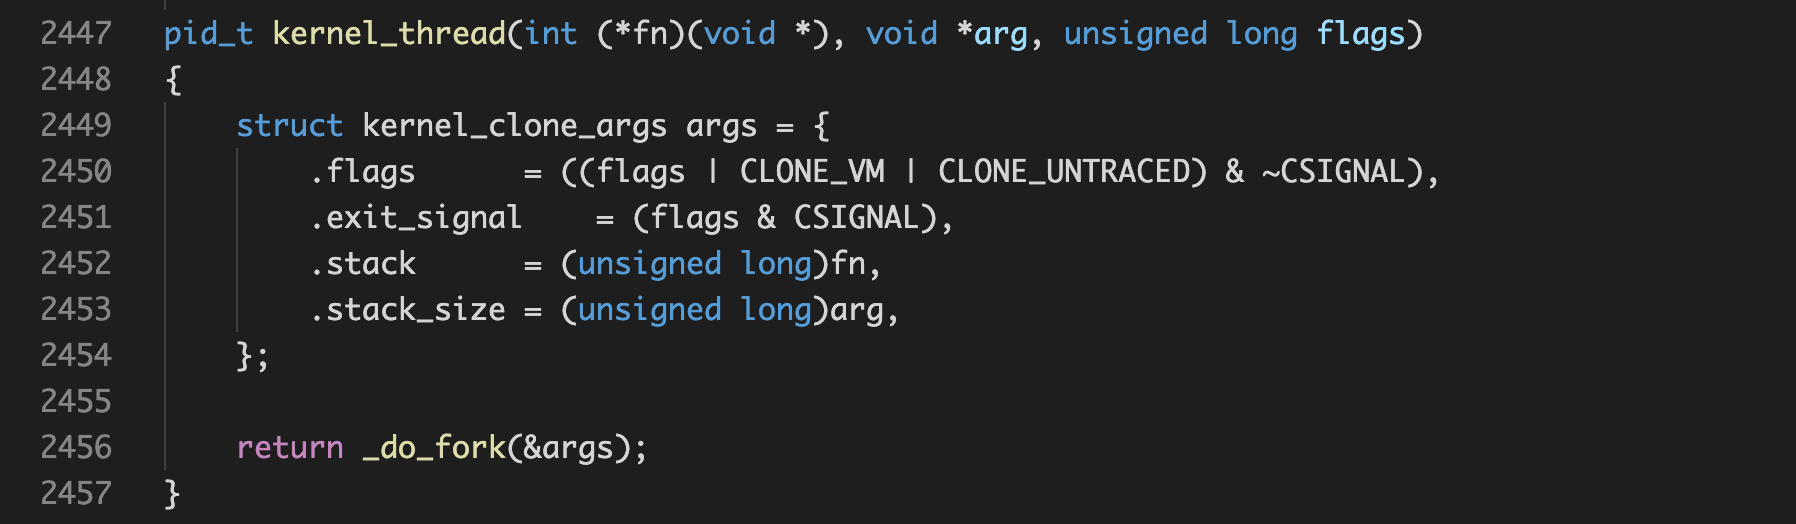 2447 pid_t kernel_thread(int (*fn)(void *), void *arg, unsigned long flags)
2448 {
2449     struct kernel_clone_args args = {
2450         .flags      = ((flags | CLONE_VM | CLONE_UNTRACED) & ~CSIGNAL),
2451         .exit_signal    = (flags & CSIGNAL),
2452         .stack      = (unsigned long)fn,
2453         .stack_size = (unsigned long)arg,
2454     };
2455
2456     return _do_fork(&args);
2457 }